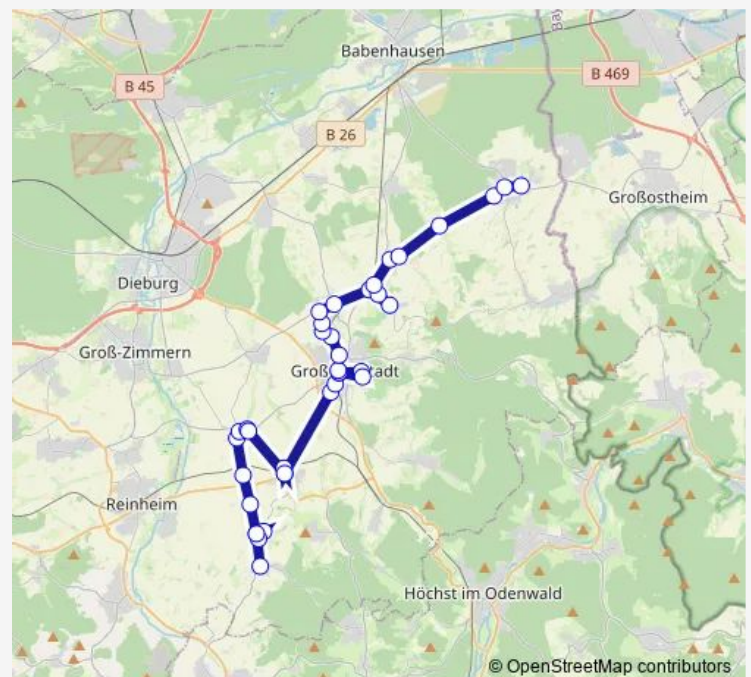 Babenhausen
B 45
B 469
B 26
Großostheim
Dieburg
Groß-Zimmern
Reinheim
Höchst im Odenwald
© OpenStreetMap contributors